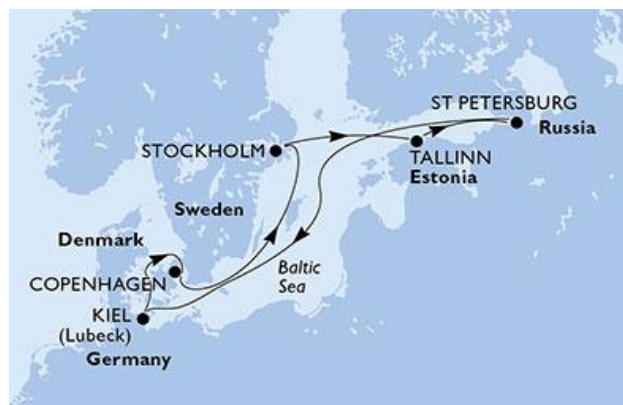 ST PETERSBURG
Russia
STOCKHOLM
TALLINN
Estonia
Sweden
Denmark
Baltic
Sea
COPENHAGEN
KIEL
(Lubeck)
Germany